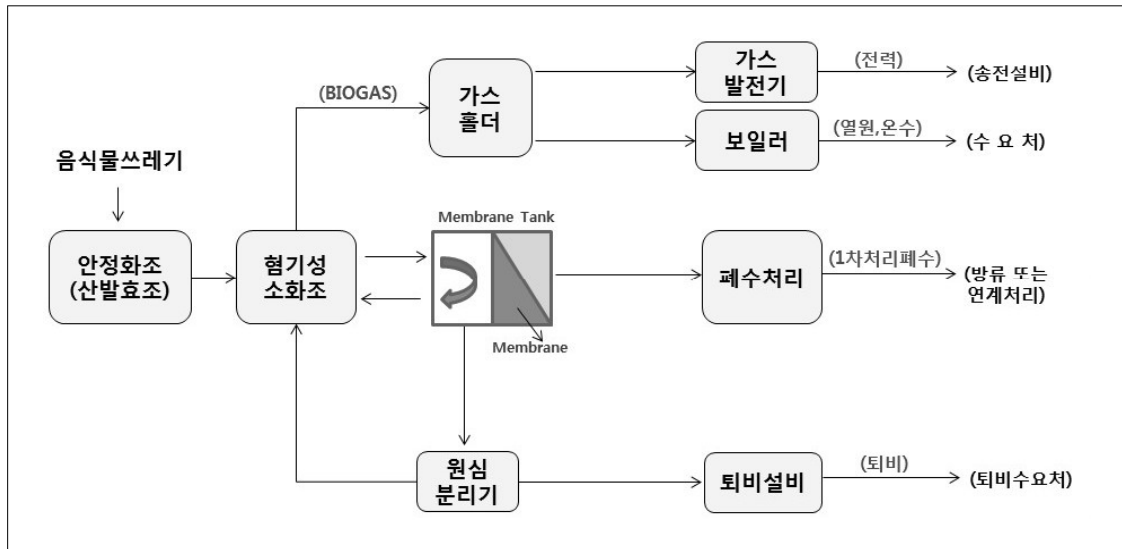 (BIOGAS)
가스
홀더
가스
발전기
(전력)
(송전설비)
보일러
(열원,온수)
(수 요 처)
음식물쓰레기
안정화조
(산발효조)
혐기성
소화조
Membrane Tank
Membrane
폐수처리
(1차처리폐수)
(방류 또는
연계처리)
원심
분리기
퇴비설비
(퇴비)
(퇴비수요처)